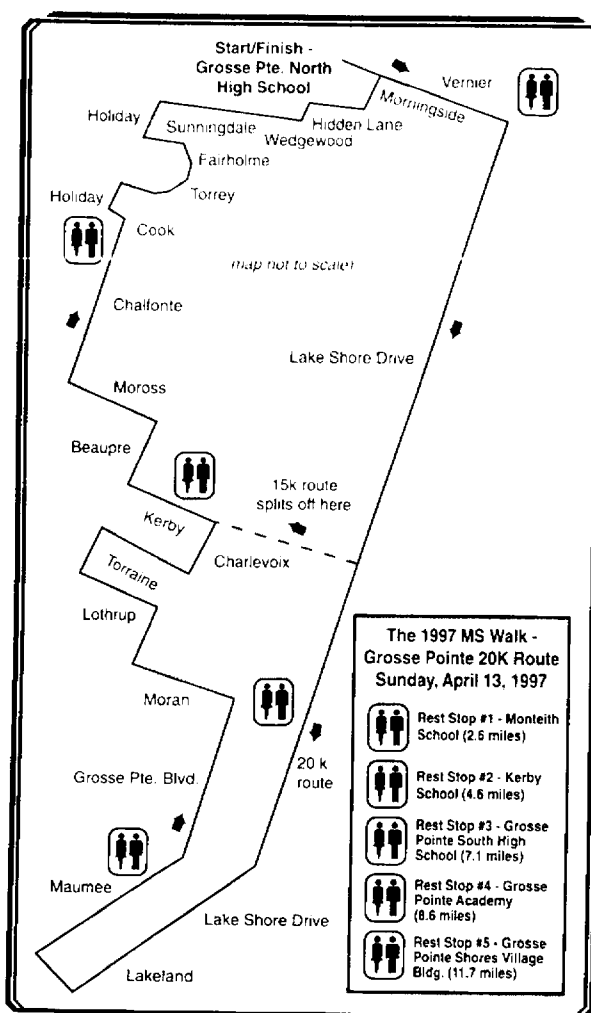 Start/Finish -
Grosse Pte. North
High School
Vernier
Morningside
Holiday
Sunningdale
Hidden Lane
Wedgewood
Fairholme
Torrey
Holiday
Cook
map not to scale!
Chalfonte
Lake Shore Drive
Moross
Beaupre
15k route
splits off here
Kerby
Charlevoix
Torraine
Lothrup
Moran
20 k
route
Grosse Pte. Blvd.
Maumee
Lake Shore Drive
Lakeland
The 1997 MS Walk -
Grosse Pointe 20K Route
Sunday, April 13, 1997
Rest Stop #1 - Monteith
School (2.6 miles)
Rest Stop #2 - Kerby
School (4.6 miles)
Rest Stop #3 - Grosse
Pointe South High
School (7.1 miles)
Rest Stop #4 - Grosse
Pointe Academy
(8.6 miles)
Rest Stop #5 - Grosse
Pointe Shores Village
Bldg. (11.7 miles)